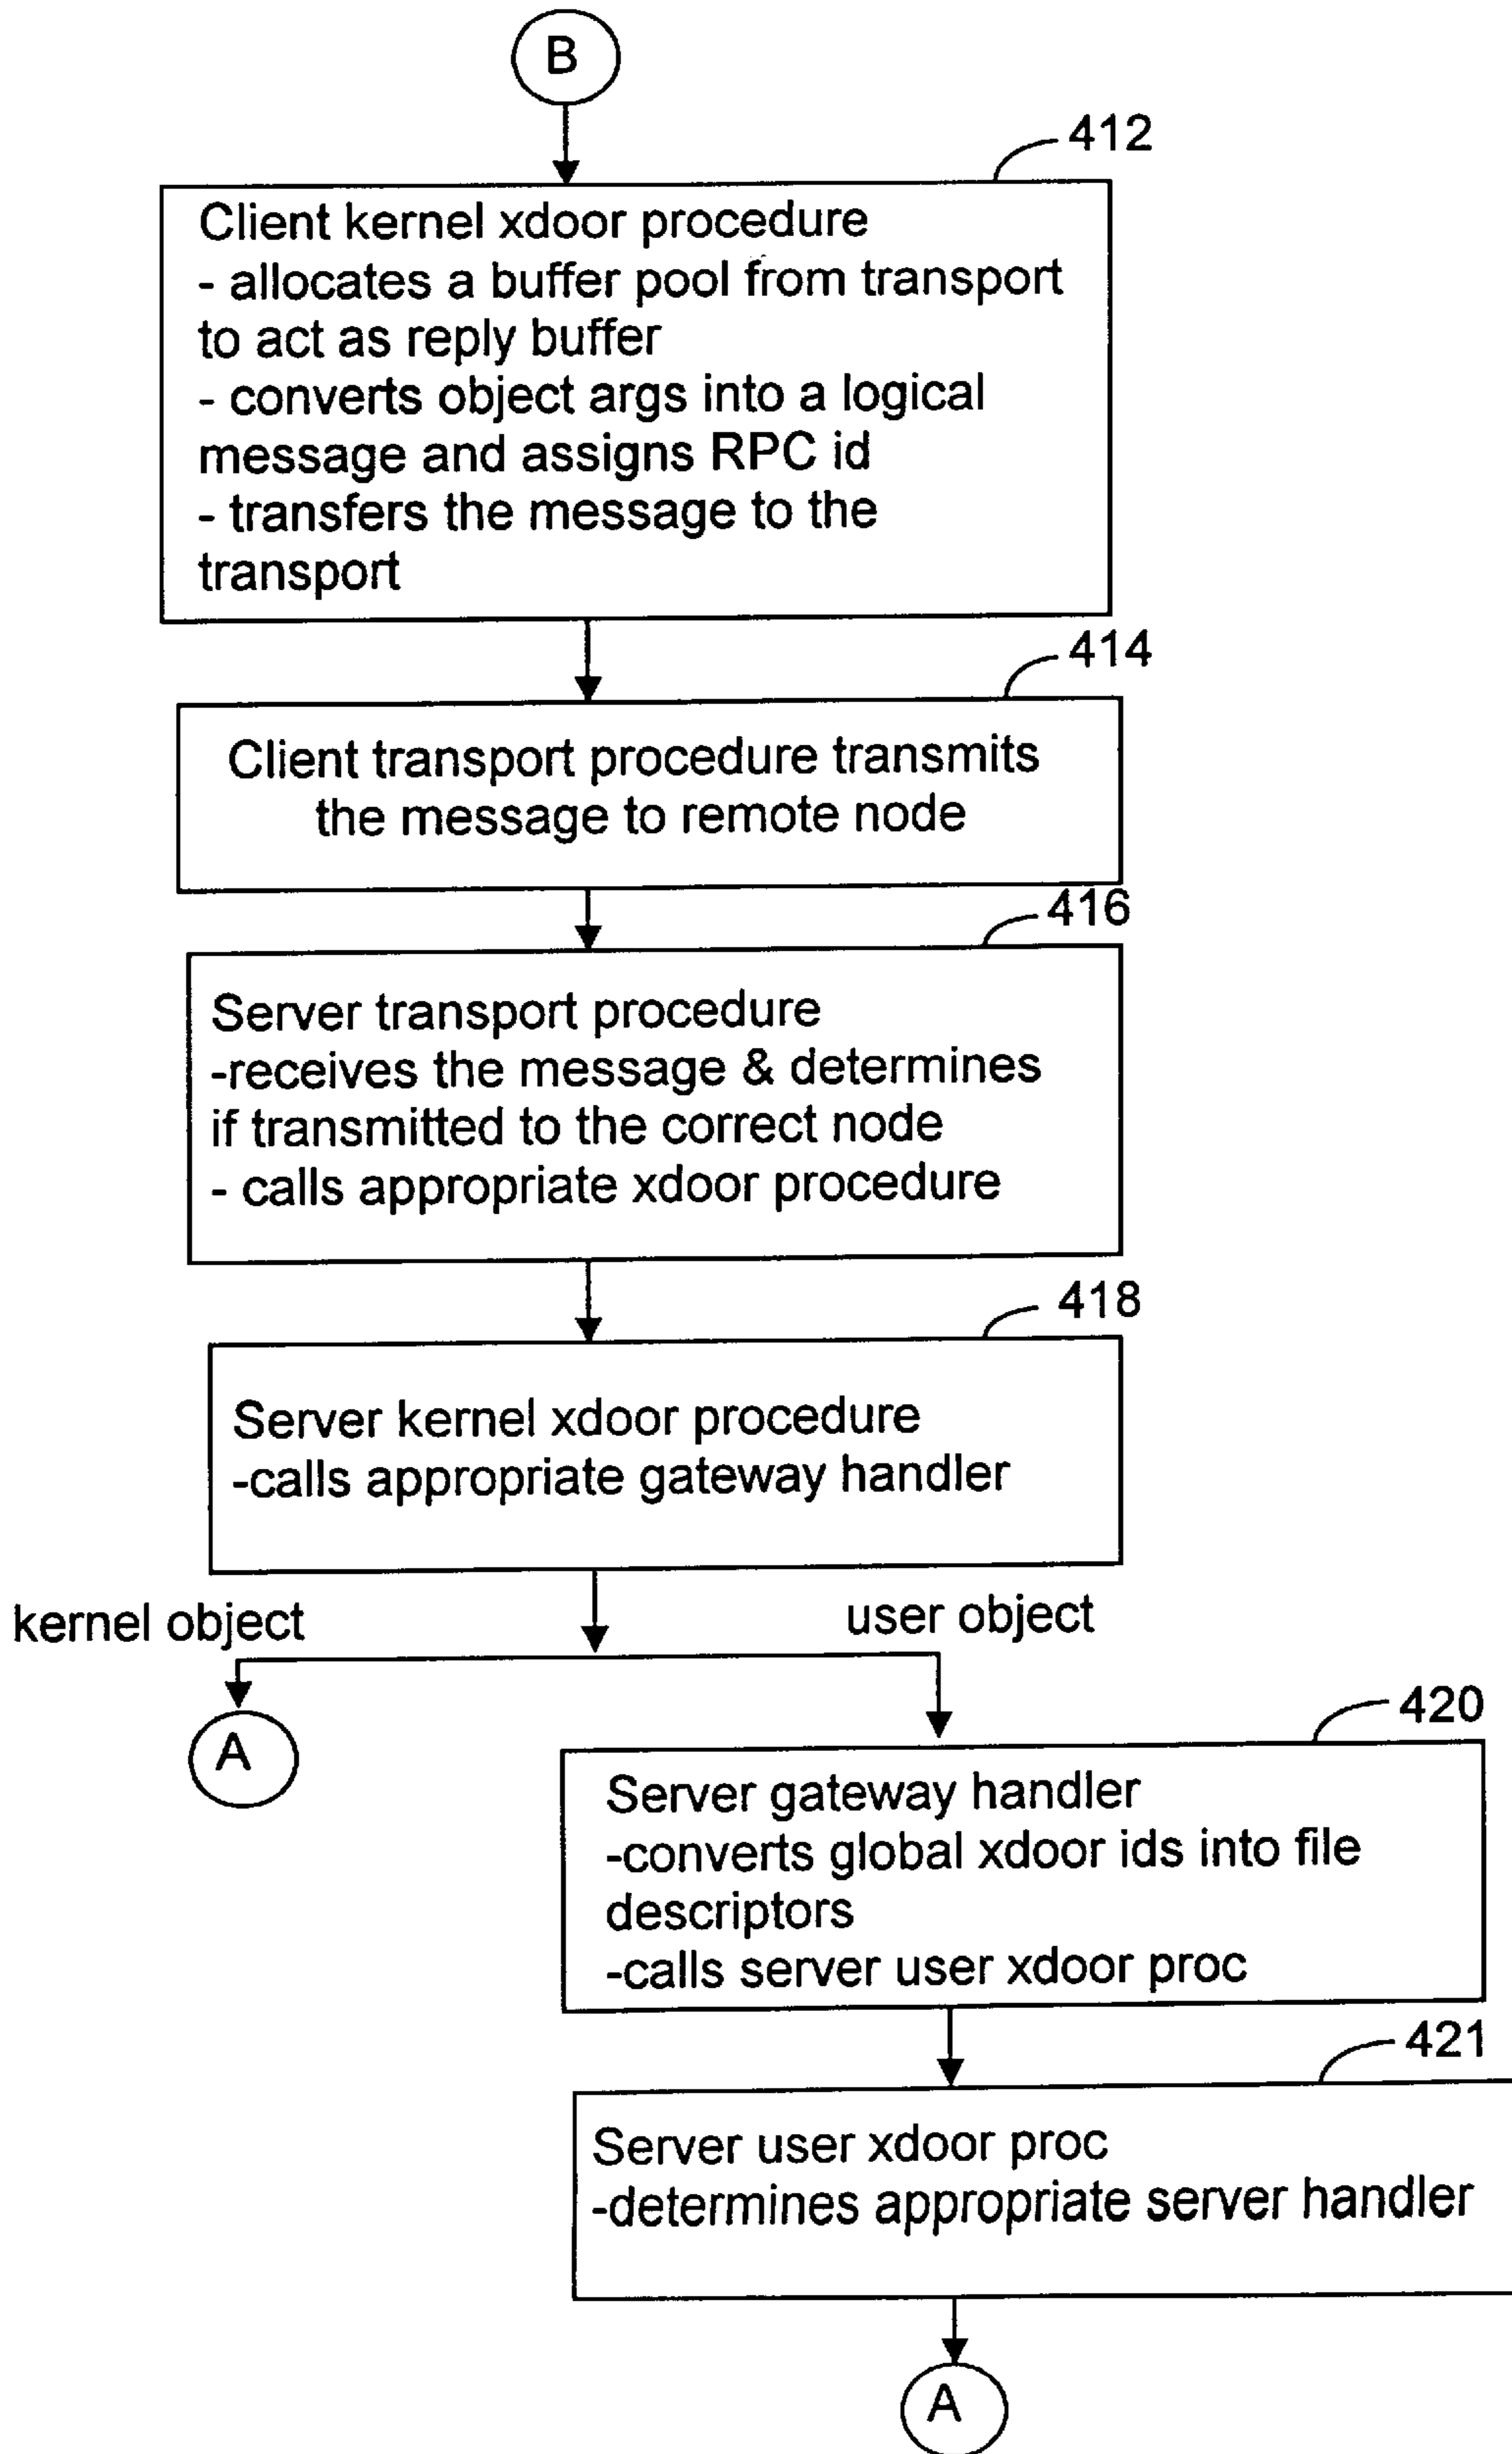 B
412
Client kernel xdoor procedure
- allocates a buffer pool from transport
to act as reply buffer
- converts object args into a logical
message and assigns RPC id
- transfers the message to the
transport
414
Client transport procedure transmits
the message to remote node
416
Server transport procedure
-receives the message & determines
if transmitted to the correct node
- calls appropriate xdoor procedure
418
Server kernel xdoor procedure
-calls appropriate gateway handler
kernel object
user object
A
420
Server gateway handler
-converts global xdoor ids into file
descriptors
-calls server user xdoor proc
421
Server user xdoor proc
-determines appropriate server handler
A